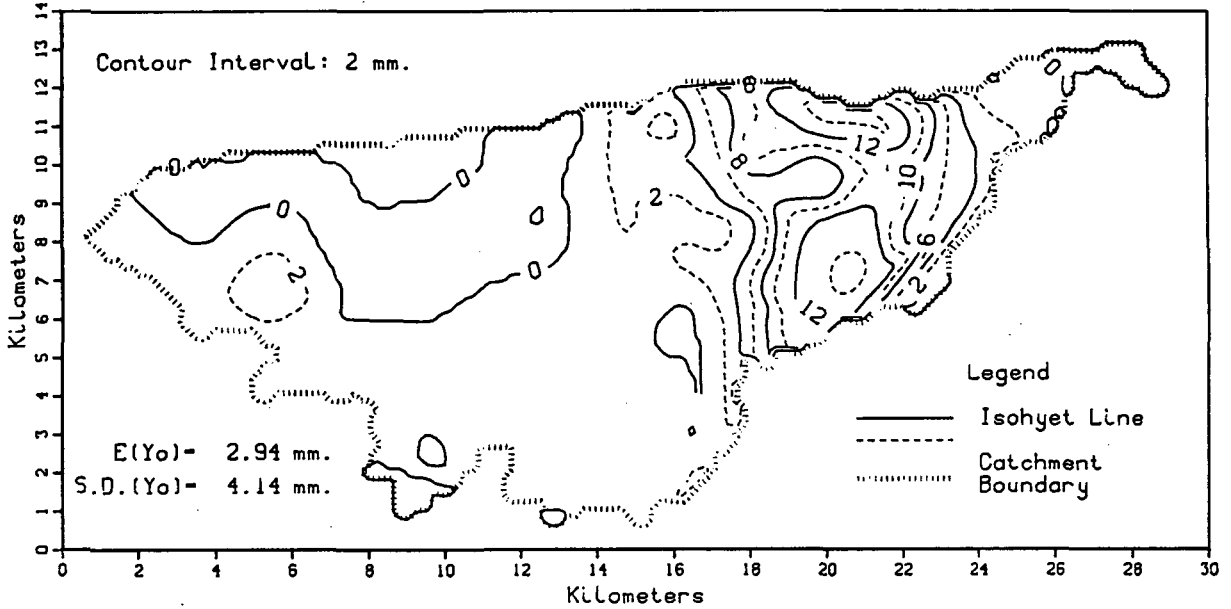 Contour Interval: 2 mm.
E(Yo)= 2.94 mm.
S.D.(Yo)= 4.14 mm.
Legend
Isohyet Line
Catchment
Boundary
Kilometers
Kilometers
14
13
12
11
10
9
8
7
6
5
4
3
2
1
0
0 2 4 6 8 10 12 14 16 18 20 22 24 26 28 30
0
0
0
0
2
2
8
8
12
10
6
2
12
0